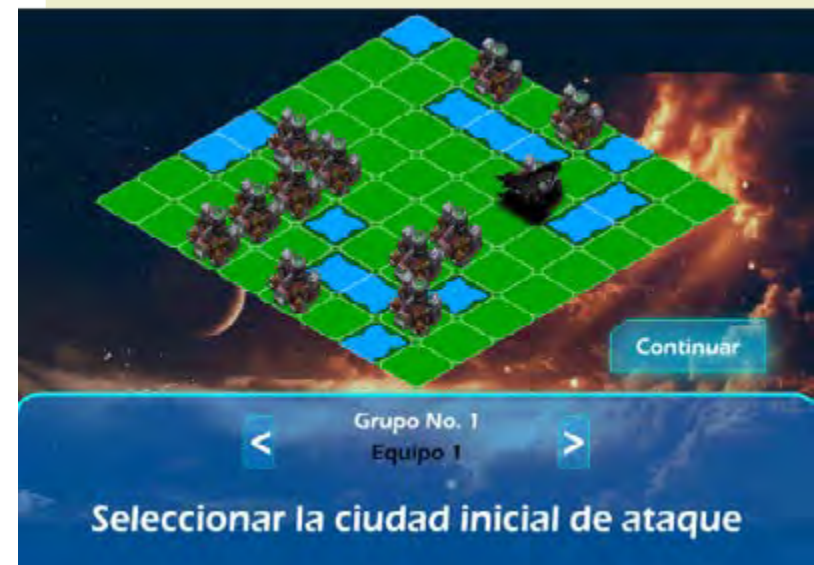 Continuar
Grupo No. 1
<
Equipo 1
>
Seleccionar la ciudad inicial de ataque